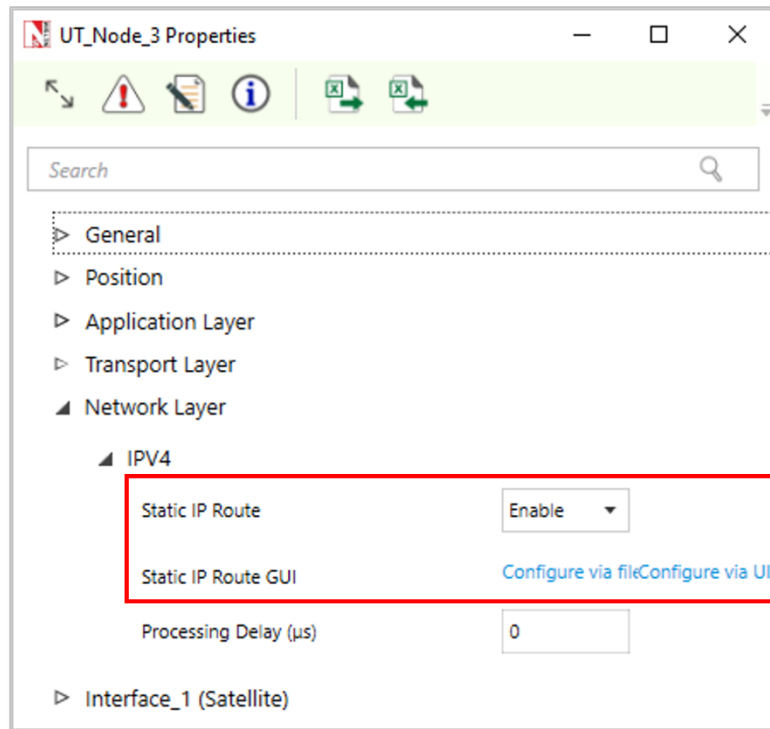 UT_Node_3 Properties
Search
General
Position
Application Layer
Transport Layer
Network Layer
IPV4
Static IP Route Enable
Static IP Route GUI Configure via fileConfigure via UI
Processing Delay (µs) 0
Interface_1 (Satellite)